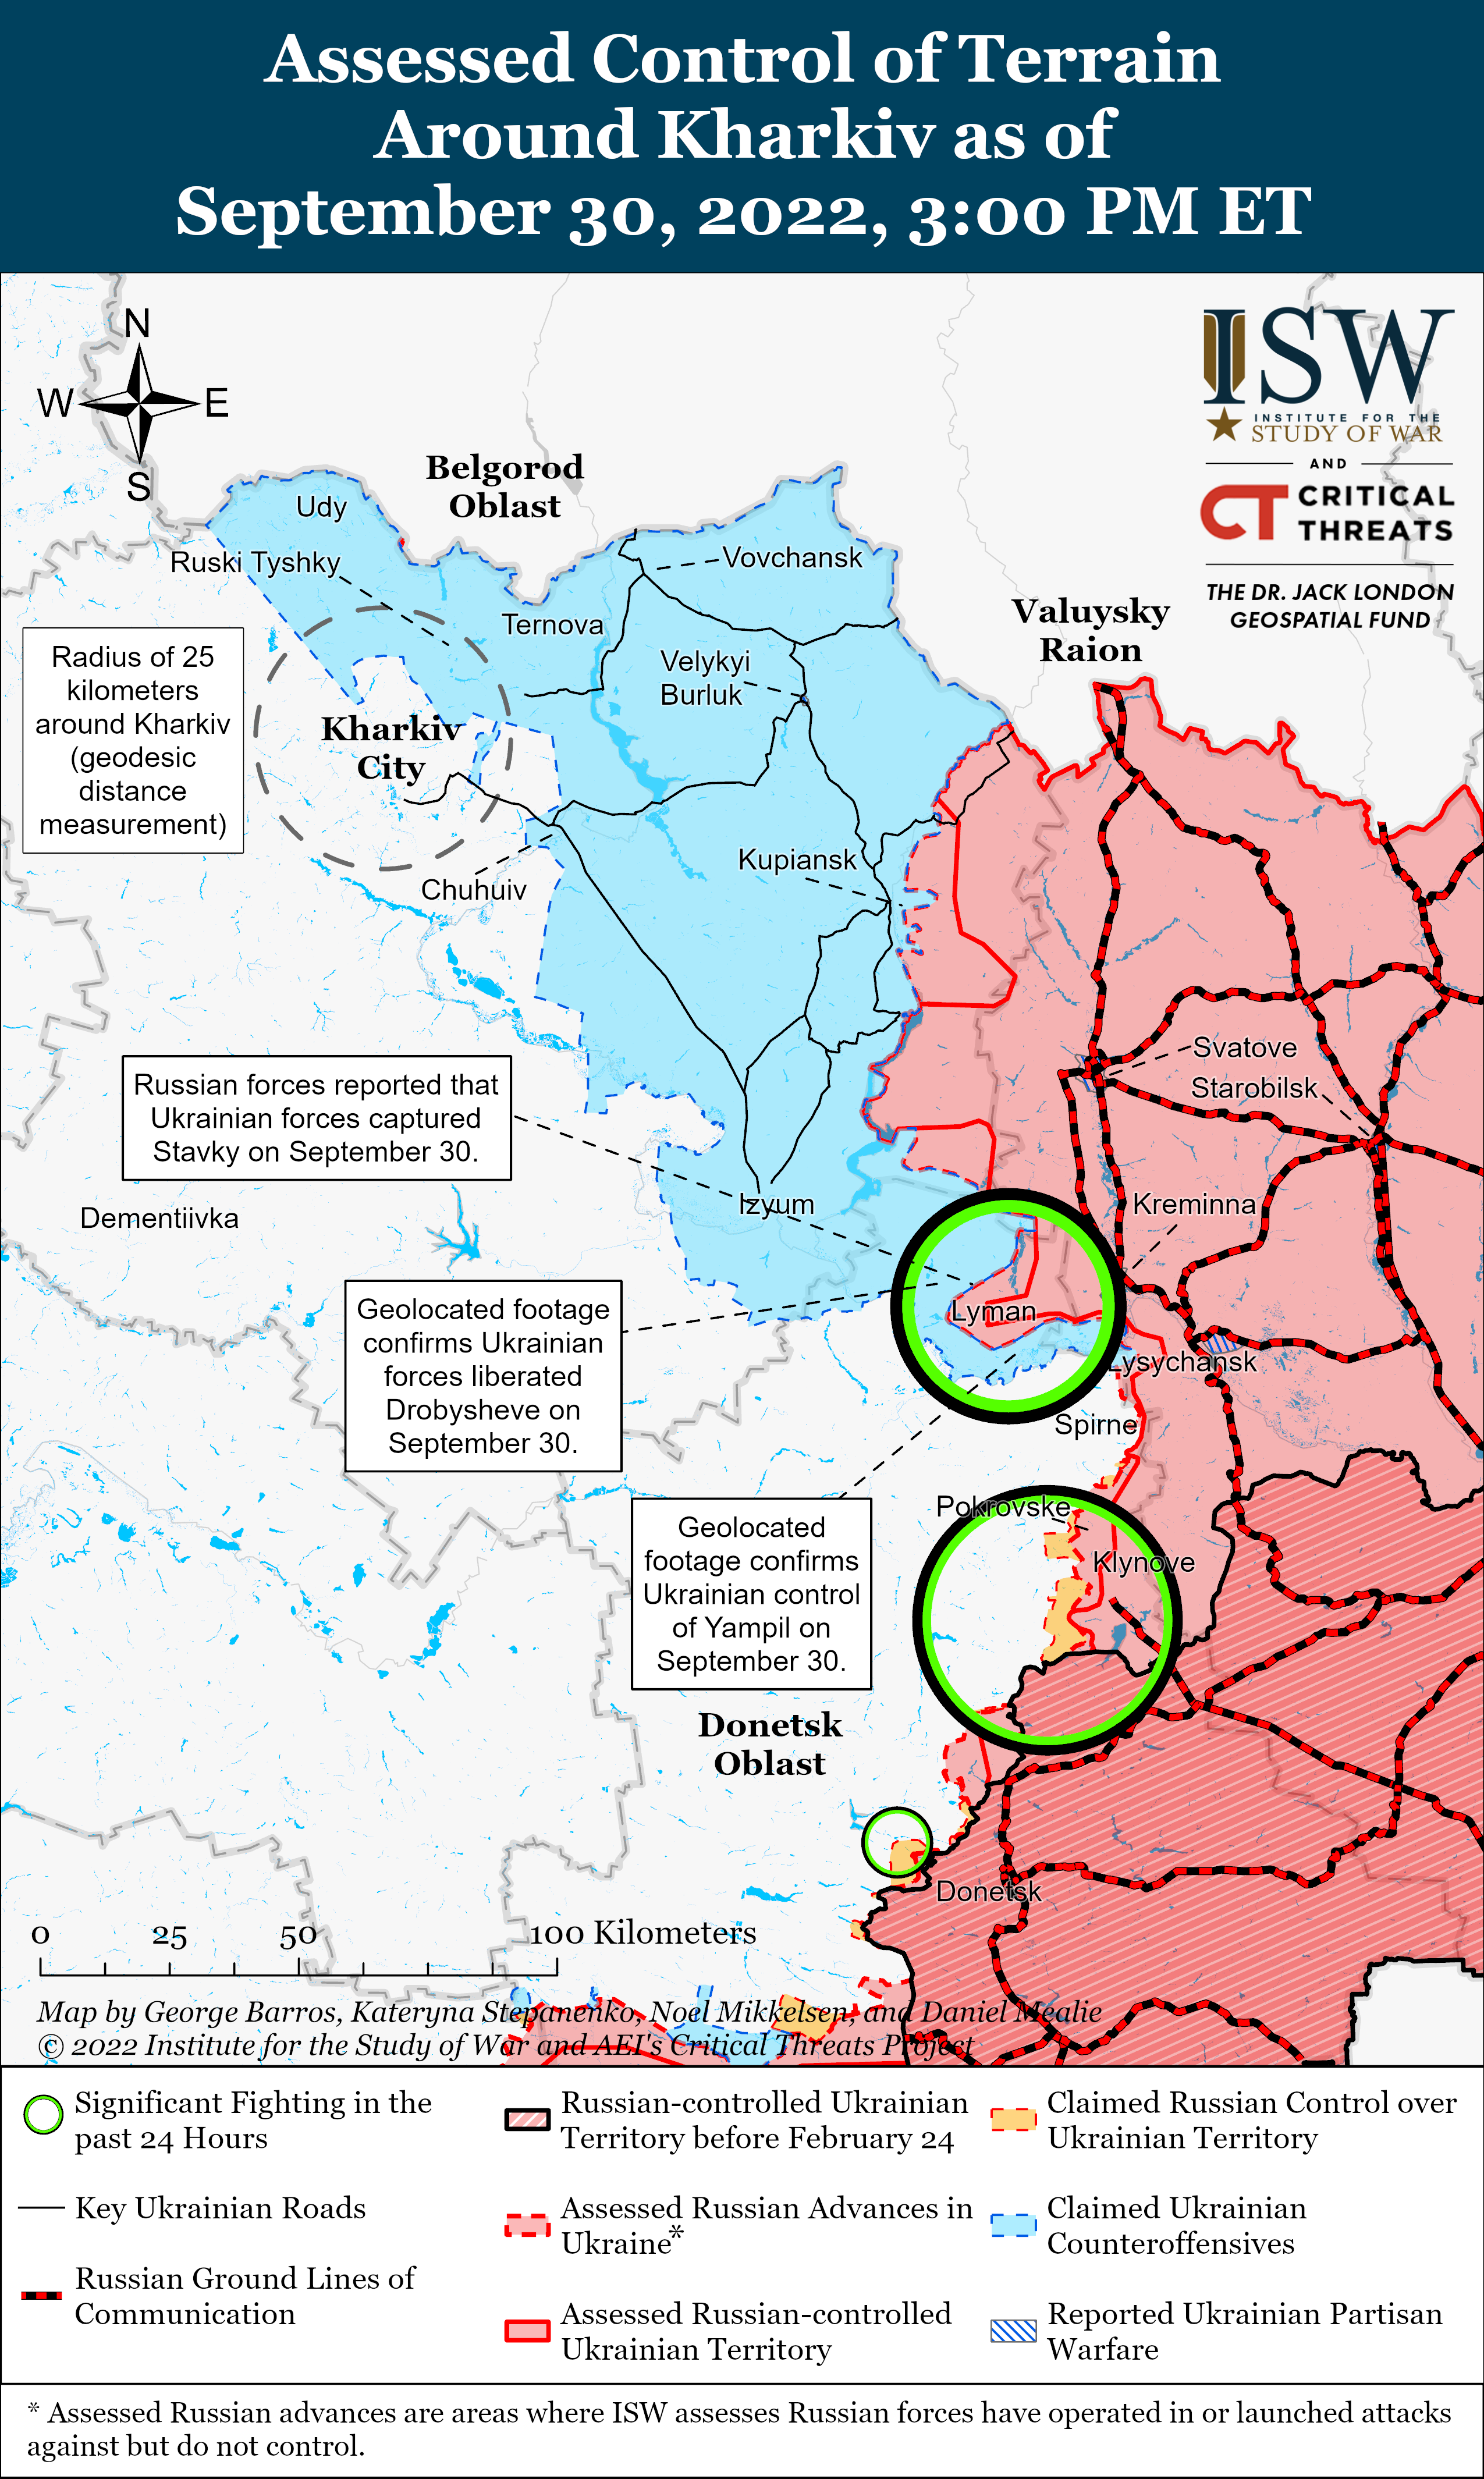 Assessed Control of Terrain
Around Kharkiv as of
September 30, 2022, 3:00 PM ET
N
W
E
S
ISW
INSTITUTE FOR THE
STUDY OF WAR
AND
CT CRITICAL
THREATS
THE DR. JACK LONDON
GEOSPATIAL FUND
Belgorod
Oblast
Udy
Ruski Tyshky
Vovchansk
Ternova
Valuysky
Raion
Velykyi
Burluk
Radius of 25
kilometers
around Kharkiv
(geodesic
distance
measurement)
Kharkiv
City
Kupiansk
Chuhuiv
Svatove
Starobilsk
Russian forces reported that
Ukrainian forces captured
Stavky on September 30.
Dementiivka
Izyum
Kreminna
Geolocated footage
confirms Ukrainian
forces liberated
Drobysheve on
September 30.
Lyman
Lysychansk
Spirne
Pokrovske
Klynove
Geolocated
footage confirms
Ukrainian control
of Yampil on
September 30.
Donetsk
Oblast
Donetsk
0 25 50 100 Kilometers
Map by George Barros, Kateryna Stepanenko, Noel Mikkelsen, and Daniel Mealie
© 2022 Institute for the Study of War and AEI's Critical Threats Project
Significant Fighting in the
past 24 Hours
Key Ukrainian Roads
Russian Ground Lines of
Communication
Russian-controlled Ukrainian
Territory before February 24
Assessed Russian Advances in
Ukraine*
Assessed Russian-controlled
Ukrainian Territory
Claimed Russian Control over
Ukrainian Territory
Claimed Ukrainian
Counteroffensives
Reported Ukrainian Partisan
Warfare
* Assessed Russian advances are areas where ISW assesses Russian forces have operated in or launched attacks
against but do not control.